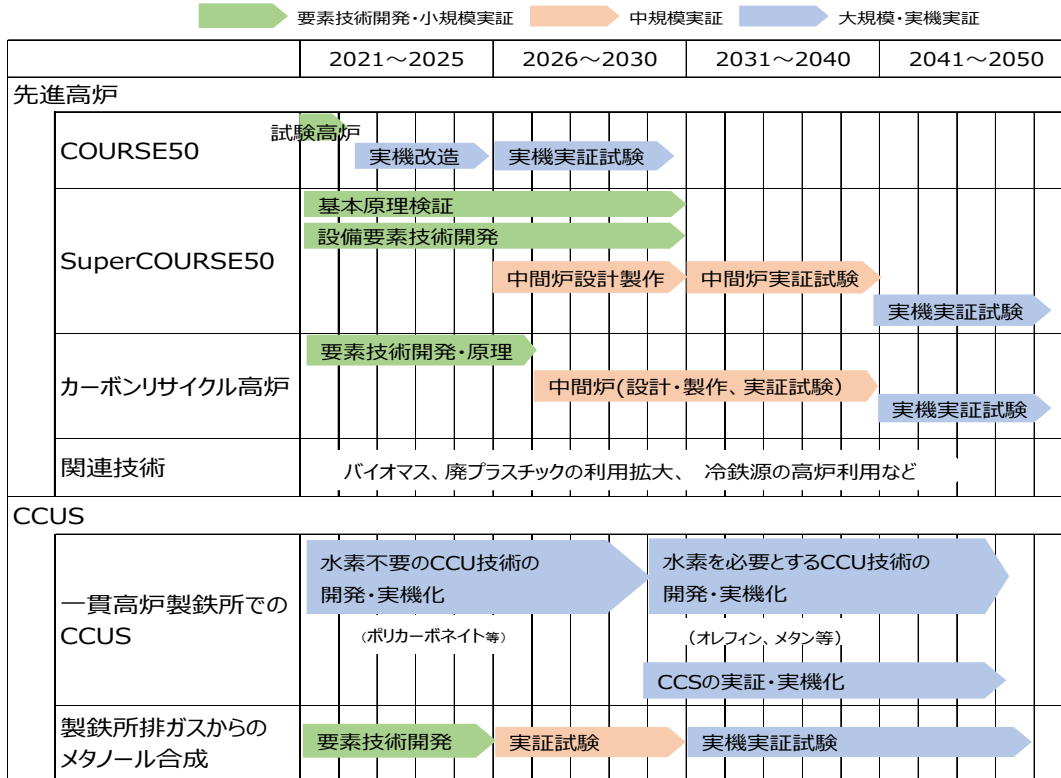 要素技術開発・小規模実証
中規模実証
大規模・実機実証
2021～2025
2026～2030
2031～2040
2041～2050
先進高炉
COURSE50
試験高炉
実機改造
実機実証試験
SuperCOURSE50
基本原理検証
設備要素技術開発
中間炉設計製作
中間炉実証試験
実機実証試験
カーボンリサイクル高炉
要素技術開発・原理
中間炉(設計・製作、実証試験）
実機実証試験
関連技術
バイオマス、廃プラスチックの利用拡大、 冷鉄源の高炉利用など
CCUS
一貫高炉製鉄所での
CCUS
水素不要のCCU技術の
開発・実機化
（ポリカーボネイト等）
水素を必要とするCCU技術の
開発・実機化
（オレフィン、メタン等）
CCSの実証・実機化
製鉄所排ガスからの
メタノール合成
要素技術開発
実証試験
実機実証試験